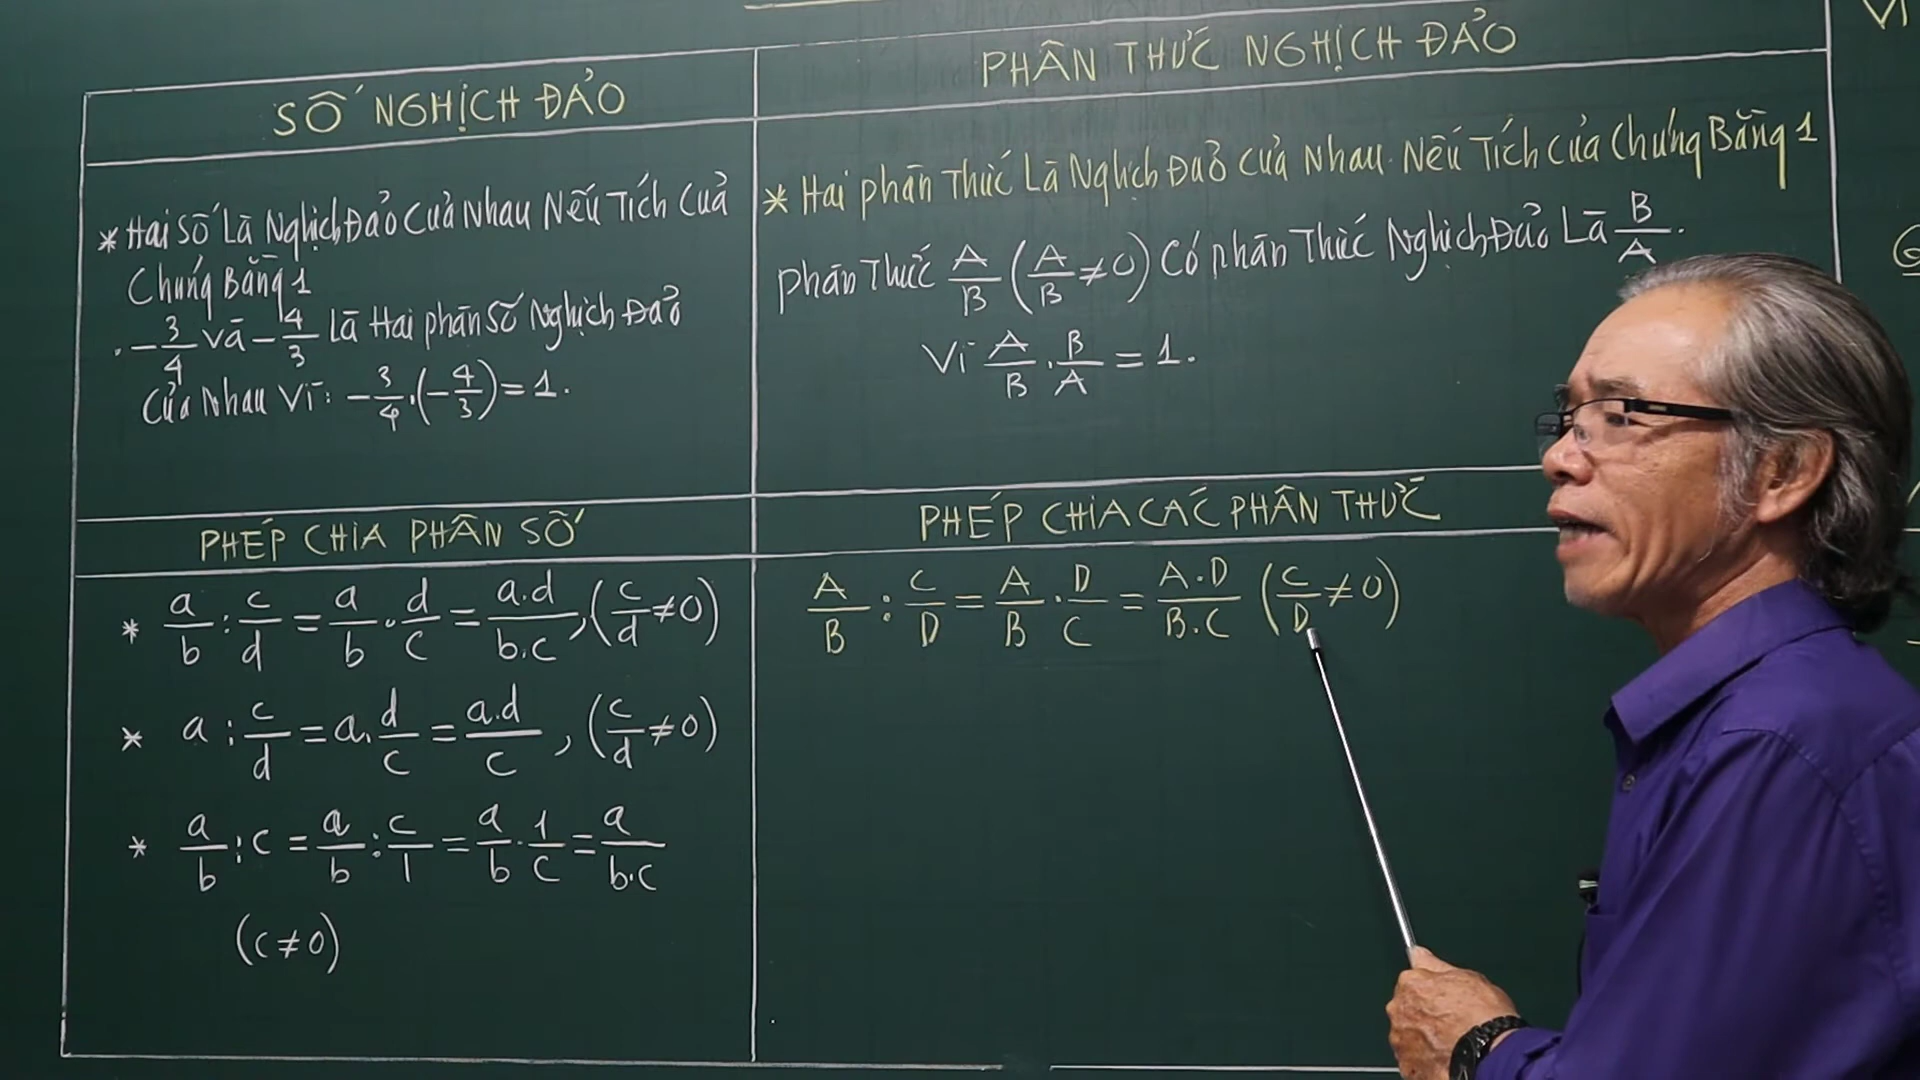 SỐ NGHỊCH ĐẢO
* Hai Số Là Nghịch Đảo Của Nhau Nếu Tích Của
Chúng Bằng 1
. -3/4 và -4/3 Là Hai phân Số Nghịch Đảo
Của Nhau Vì: -3/4.(-4/3) = 1.
PHÂN THỨC NGHỊCH ĐẢO
* Hai phân Thức Là Nghịch Đảo Của Nhau Nếu Tích Của Chúng Bằng 1
phân Thức A/B (A/B ≠ 0) Có phân Thức Nghịch Đảo Là B/A.
Vì A/B . B/A = 1.
PHÉP CHIA PHÂN SỐ
* a/b : c/d = a/b . d/c = a.d/b.c, (c/d ≠ 0)
* a : c/d = a. d/c = a.d/c, (c/d ≠ 0)
* a/b : c = a/b : c/1 = a/b . 1/c = a/b.c
(c ≠ 0)
PHÉP CHIA CÁC PHÂN THỨC
A/B : C/D = A/B . D/C = A.D/B.C (C/D ≠ 0)